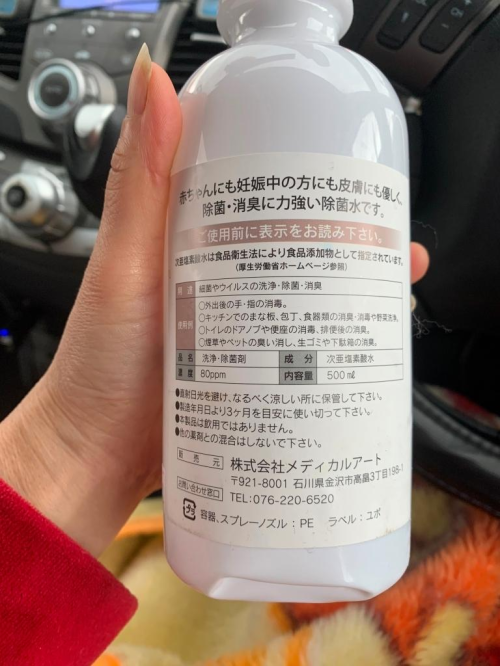 赤ちゃんにも妊娠中の方にも皮膚にも優しく、
除菌・消臭に力強い除菌水です。
ご使用前に表示をお読み下さい。
次亜塩素酸水は食品衛生法により食品添加物として指定されています。
(厚生労働省ホームページ参照)
用途 細菌やウイルスの洗浄・除菌・消臭
使用例 ○外出後の手・指の消毒。
○キッチンでのまな板、包丁、食器類の消臭・消毒や野菜洗浄。
○トイレのドアノブや便座の消毒、排便後の消臭。
○煙草やペットの臭い消し、生ゴミや下駄箱の消臭。
品名 洗浄・除菌剤 成分 次亜塩素酸水
濃度 80ppm 内容量 500㎖
●直射日光を避け、なるべく涼しい所に保管して下さい。
●製造年月日より3ヶ月を目安に使い切って下さい。
●本製品は飲用ではありません。
●他の薬剤との混合はしないで下さい。
販売元 株式会社メディカルアート
〒921-8001 石川県金沢市高畠3丁目198-1
お問い合わせ窓口 TEL:076-220-6520
プラ 容器、スプレーノズル:PE ラベル:ユポ